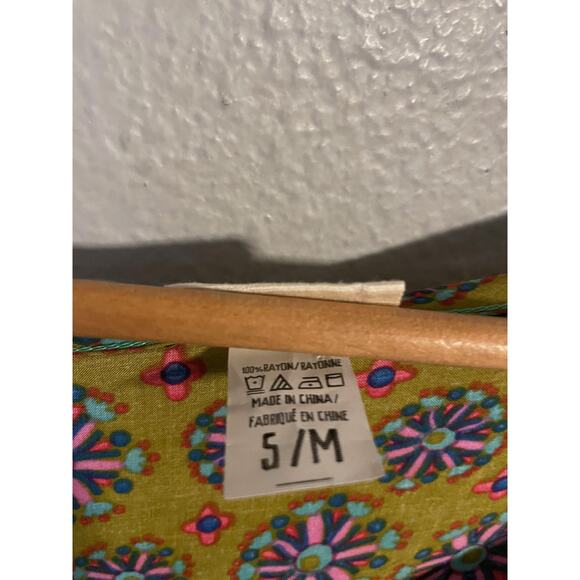 100% RAYON/RAYONNE
MADE IN CHINA/
FABRIQUÉ EN CHINE
S/M